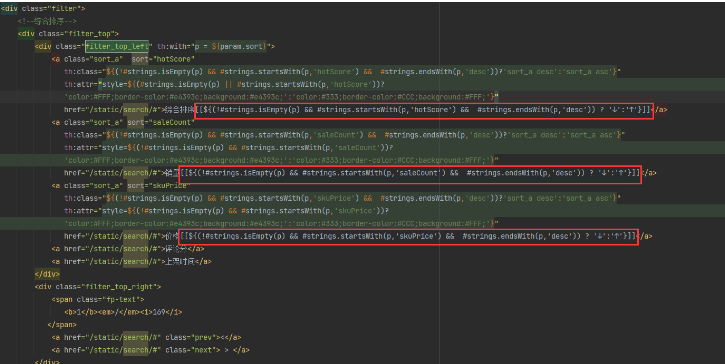 <div class="filter">
<!--综合排序-->
<div class="filter_top">
<div class="filter_top_left" th:with="p = ${param.sort}">
<a class="sort_a" sort="hotScore"
th:class="${(!#strings.isEmpty(p) && #strings.startsWith(p,'hotScore') && #strings.endsWith(p,'desc'))?'sort_a desc':'sort_a asc'}"
th:attr="style=${(#strings.isEmpty(p) || #strings.startsWith(p,'hotScore'))?
'color:#FFF;border-color:#e4393c;background:#e4393c;':'color:#333;border-color:#CCC;background:#FFF;'}"
href="/static/search/#">综合排序[[${(!#strings.isEmpty(p) && #strings.startsWith(p,'hotScore') && #strings.endsWith(p,'desc')) ? '↓':'↑'}]]</a>
<a class="sort_a" sort="saleCount"
th:class="${(!#strings.isEmpty(p) && #strings.startsWith(p,'saleCount') && #strings.endsWith(p,'desc'))?'sort_a desc':'sort_a asc'}"
th:attr="style=${(!#strings.isEmpty(p) && #strings.startsWith(p,'saleCount'))?
'color:#FFF;border-color:#e4393c;background:#e4393c;':'color:#333;border-color:#CCC;background:#FFF;'}"
href="/static/search/#">销量[[${(!#strings.isEmpty(p) && #strings.startsWith(p,'saleCount') && #strings.endsWith(p,'desc')) ? '↓':'↑'}]]</a>
<a class="sort_a" sort="skuPrice"
th:class="${(!#strings.isEmpty(p) && #strings.startsWith(p,'skuPrice') && #strings.endsWith(p,'desc'))?'sort_a desc':'sort_a asc'}"
th:attr="style=${(!#strings.isEmpty(p) && #strings.startsWith(p,'skuPrice'))?
'color:#FFF;border-color:#e4393c;background:#e4393c;':'color:#333;border-color:#CCC;background:#FFF;'}"
href="/static/search/#">价格[[${(!#strings.isEmpty(p) && #strings.startsWith(p,'skuPrice') && #strings.endsWith(p,'desc')) ? '↓':'↑'}]]</a>
<a href="/static/search/#">评论分</a>
<a href="/static/search/#">上架时间</a>
</div>
<div class="filter_top_right">
<span class="fp-text">
<b>1</b><em>/</em><i>169</i>
</span>
<a href="/static/search/#" class="prev"><</a>
<a href="/static/search/#" class="next"> > </a>
</div>